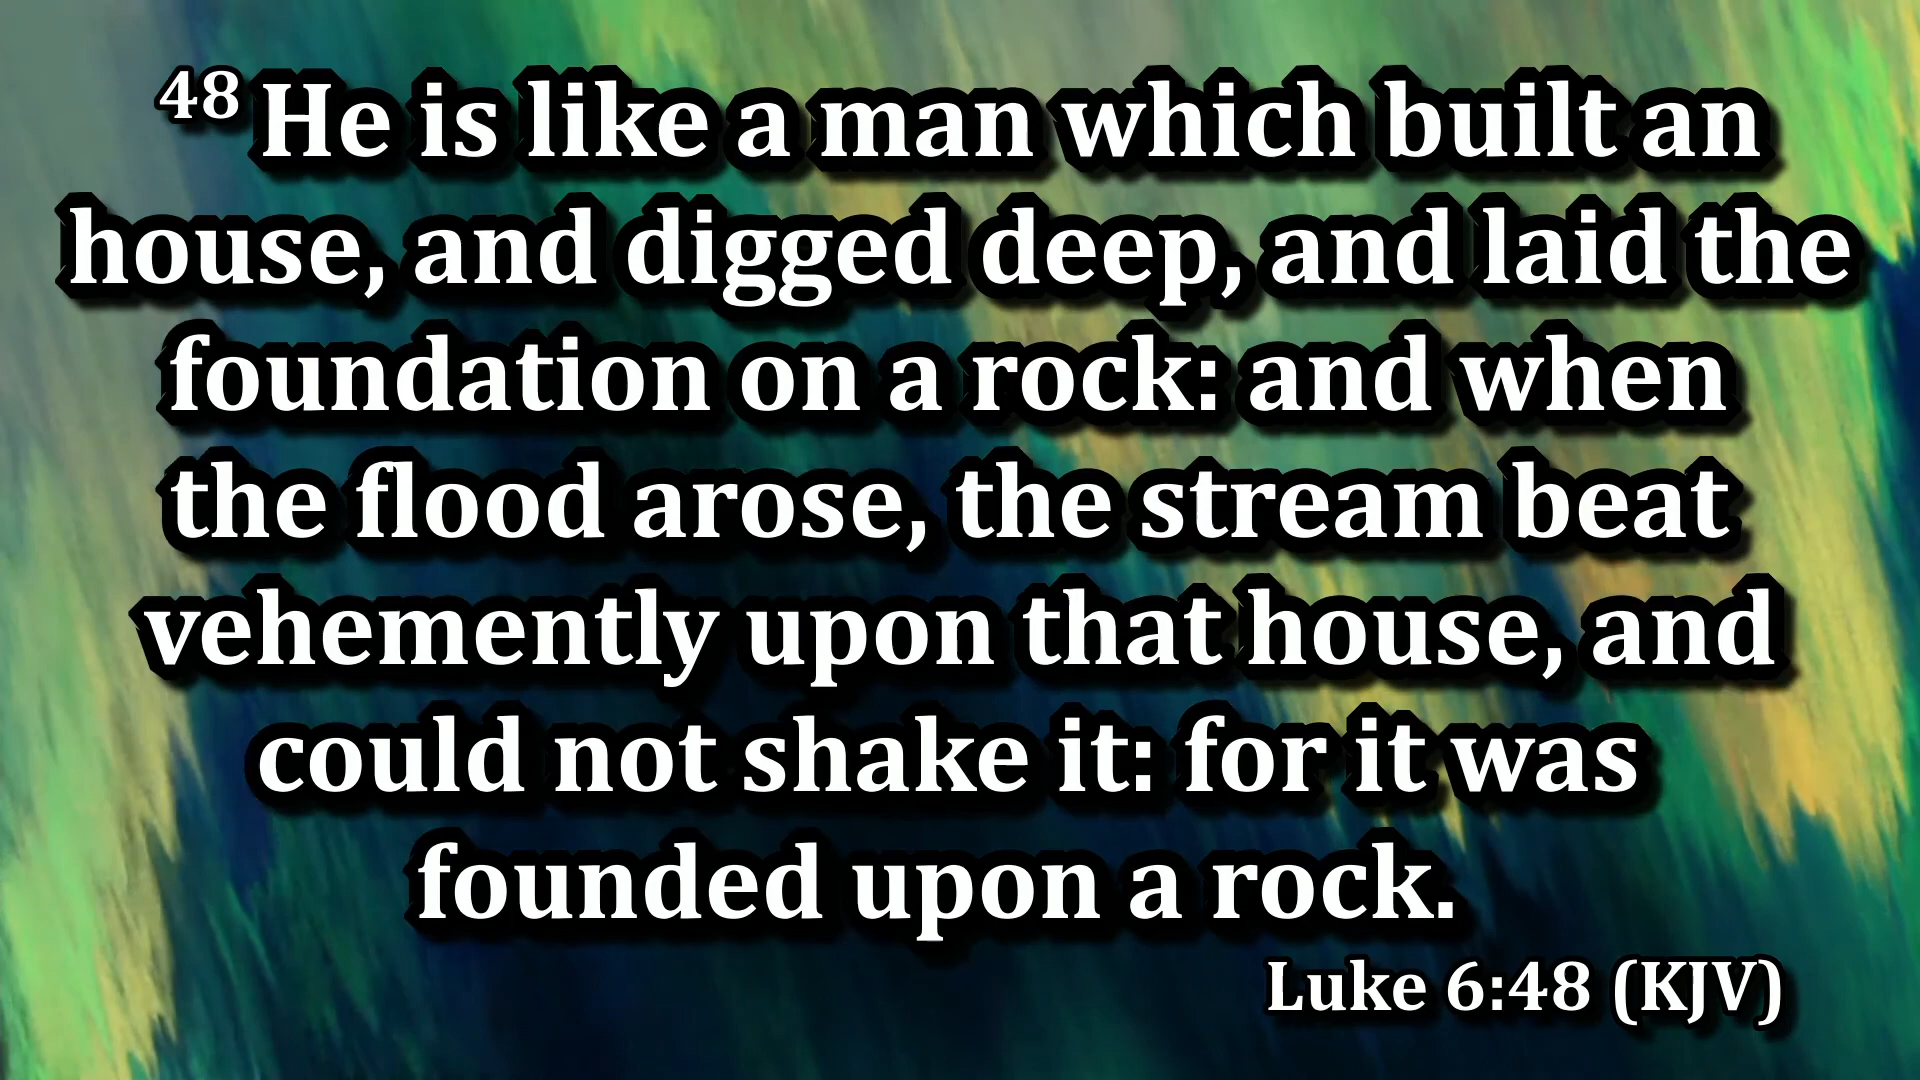 48 He is like a man which built an
house, and digged deep, and laid the
foundation on a rock: and when
the flood arose, the stream beat
vehemently upon that house, and
could not shake it: for it was
founded upon a rock.
Luke 6:48 (KJV)